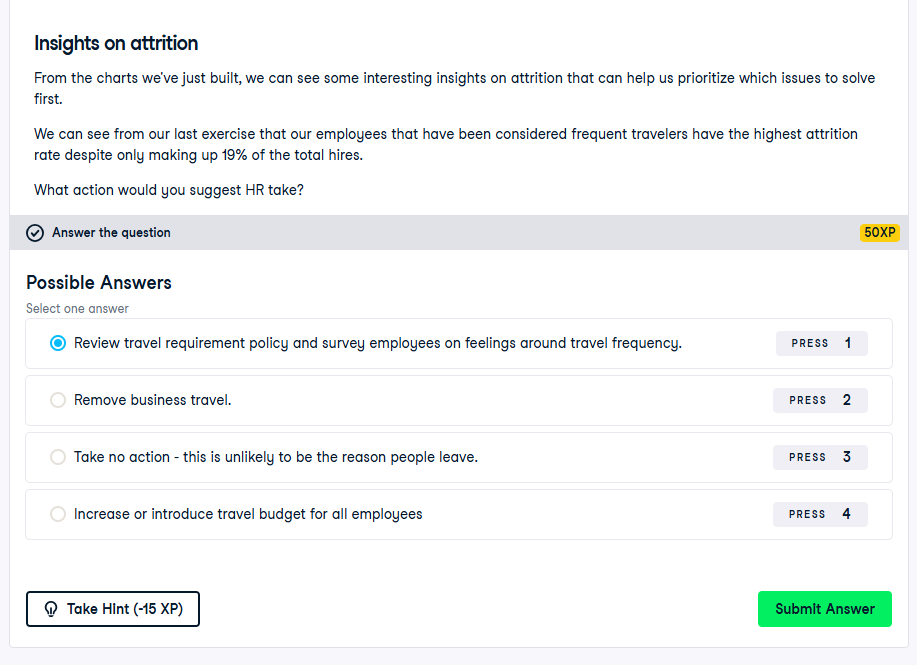 Insights on attrition
From the charts we've just built, we can see some interesting insights on attrition that can help us prioritize which issues to solve
first.
We can see from our last exercise that our employees that have been considered frequent travelers have the highest attrition
rate despite only making up 19% of the total hires.
What action would you suggest HR take?
Answer the question 50XP
Possible Answers
Select one answer
Review travel requirement policy and survey employees on feelings around travel frequency. PRESS 1
Remove business travel. PRESS 2
Take no action - this is unlikely to be the reason people leave. PRESS 3
Increase or introduce travel budget for all employees PRESS 4
Take Hint (-15 XP) Submit Answer